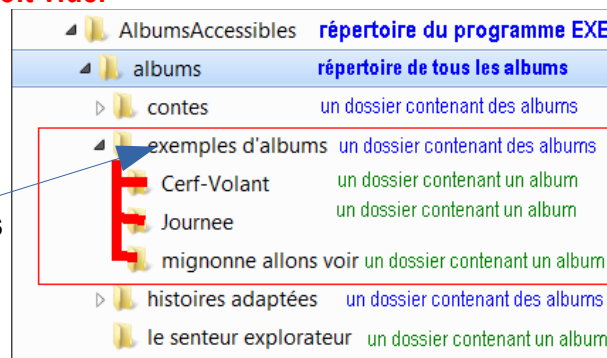 AlbumsAccessibles répertoire du programme EXE
albums répertoire de tous les albums
contes un dossier contenant des albums
exemples d'albums un dossier contenant des albums
Cerf-Volant un dossier contenant un album
Journee un dossier contenant un album
s
mignonne allons voir un dossier contenant un album
histoires adaptées un dossier contenant des albums
le senteur explorateur un dossier contenant un album